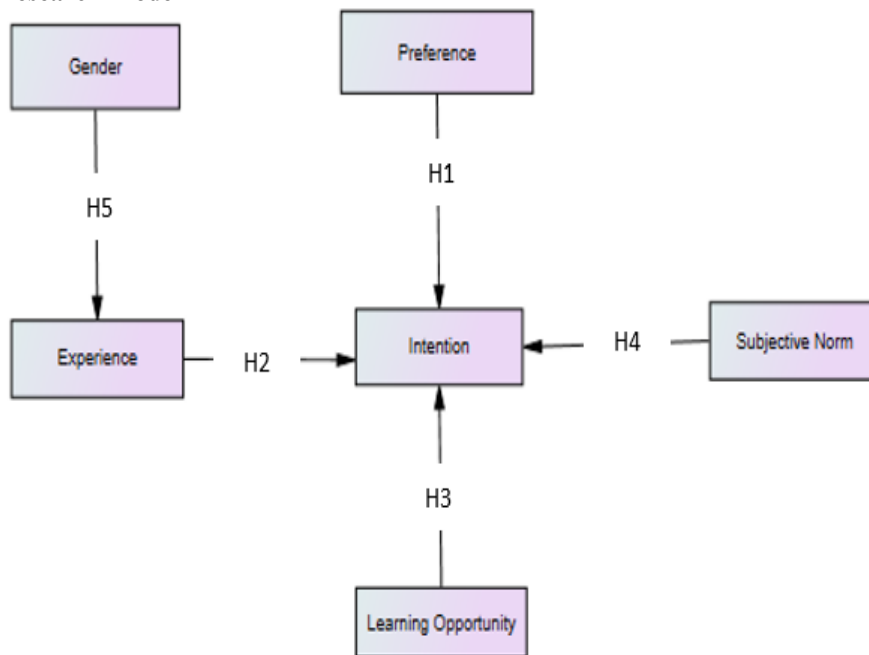 Gender
Preference
H1
H5
Experience
H2
Intention
H4
Subjective Norm
H3
Learning Opportunity